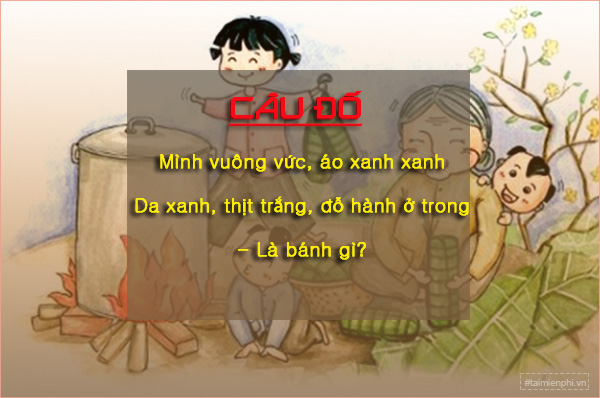 CÂU ĐỐ
Mình vuông vức, áo xanh xanh
Da xanh, thịt trắng, đỗ hành ở trong
– Là bánh gì?
#taimienphi.vn